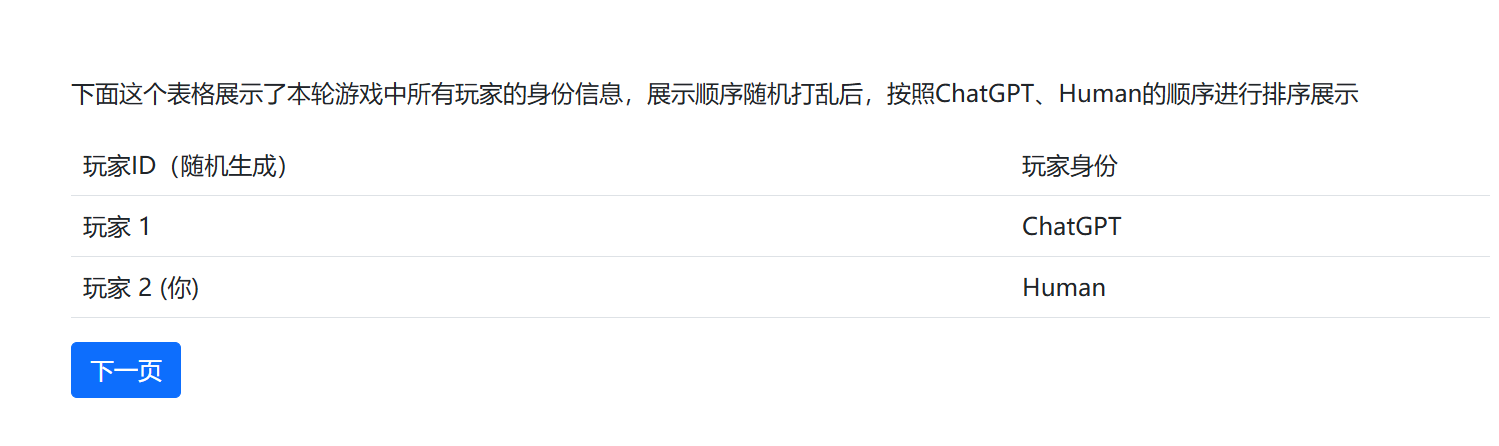 下面这个表格展示了本轮游戏中所有玩家的身份信息，展示顺序随机打乱后，按照ChatGPT、Human的顺序进行排序展示
玩家ID（随机生成） 玩家身份
玩家 1 ChatGPT
玩家 2 (你) Human
下一页